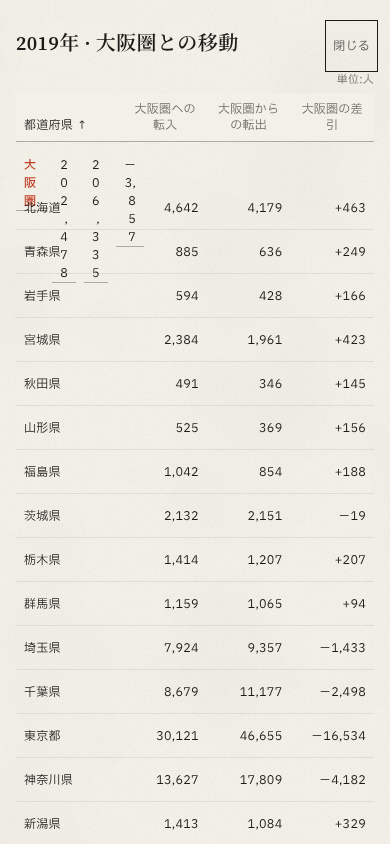 2019年 · 大阪圏との移動
閉じる
単位:人
都道府県 ↑ 大阪圏への転入 大阪圏からの転出 大阪圏の差引
大阪圏 202,478 206,335 −3,857
北海道 4,642 4,179 +463
青森県 885 636 +249
岩手県 594 428 +166
宮城県 2,384 1,961 +423
秋田県 491 346 +145
山形県 525 369 +156
福島県 1,042 854 +188
茨城県 2,132 2,151 −19
栃木県 1,414 1,207 +207
群馬県 1,159 1,065 +94
埼玉県 7,924 9,357 −1,433
千葉県 8,679 11,177 −2,498
東京都 30,121 46,655 −16,534
神奈川県 13,627 17,809 −4,182
新潟県 1,413 1,084 +329